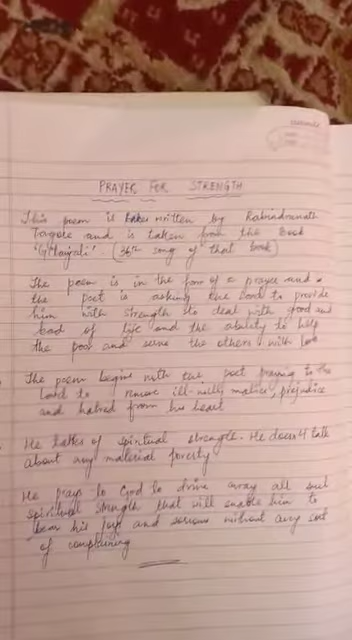 PRAYER FOR STRENGTH
This poem is written by Rabindranath
Tagore and is taken from the book
'Gitanjali'. (36th song of that book)
The poem is in the form of a prayer and
the poet is asking the Lord to provide
him with strength to deal with good and
bad of life and the ability to help
the poor and serve the others with love
The poem begins with the poet praying to the
Lord to remove ill-will, malice, prejudice
and hatred from his heart
He talks of spiritual strength. He doesn't talk
about any material poverty
He prays to God to drive away all
spiritual strength that will enable him to
bear his joys and sorrows without any sort
of complaining